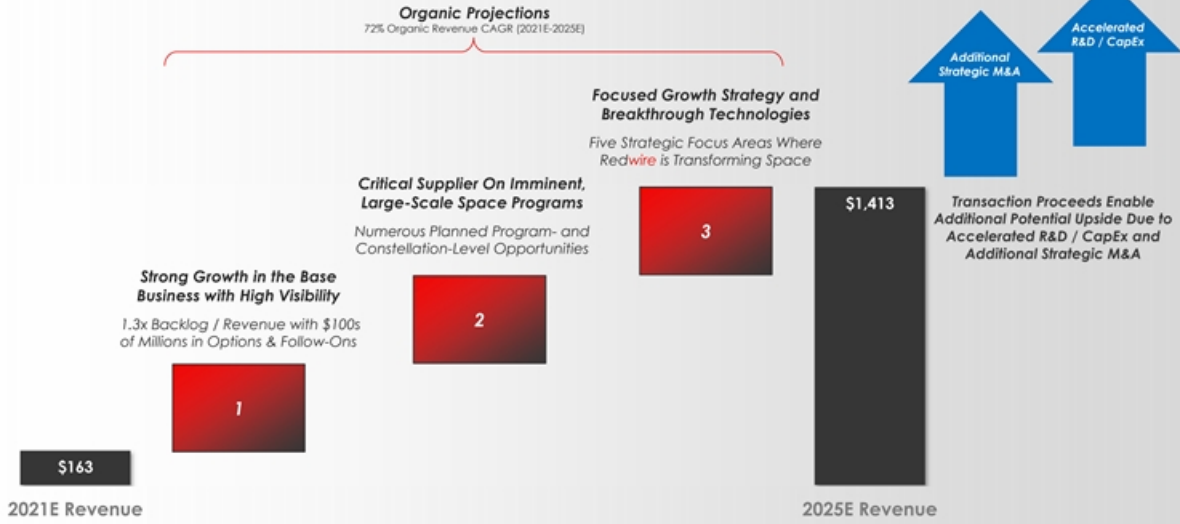 Organic Projections
72% Organic Revenue CAGR (2021E-2025E)
Accelerated
R&D / CapEx
Additional
Strategic M&A
Focused Growth Strategy and
Breakthrough Technologies
Five Strategic Focus Areas Where
Redwire is Transforming Space
Critical Supplier On Imminent,
Large-Scale Space Programs
Numerous Planned Program- and
Constellation-Level Opportunities
Strong Growth in the Base
Business with High Visibility
1.3x Backlog / Revenue with $100s
of Millions in Options & Follow-Ons
1
2
3
$163
2021E Revenue
$1,413
2025E Revenue
Transaction Proceeds Enable
Additional Potential Upside Due to
Accelerated R&D / CapEx and
Additional Strategic M&A